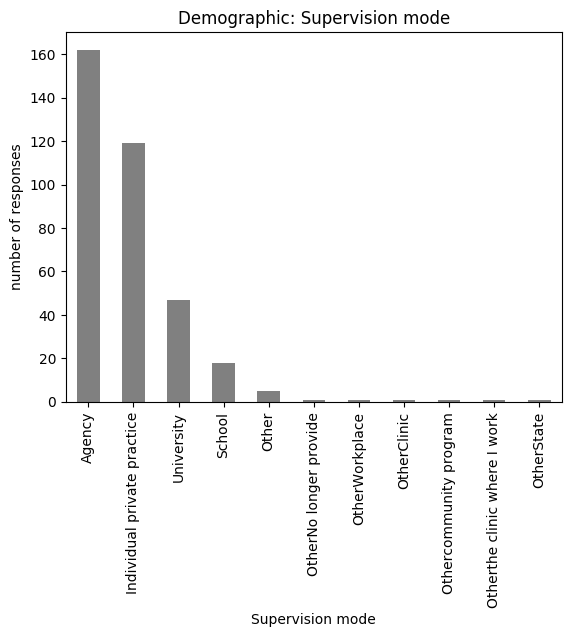 Demographic: Supervision mode
number of responses
160
140
120
100
80
60
40
20
0
Agency
Individual private practice
University
School
Other
OtherNo longer provide
OtherWorkplace
OtherClinic
Othercommunity program
Otherthe clinic where I work
OtherState
Supervision mode